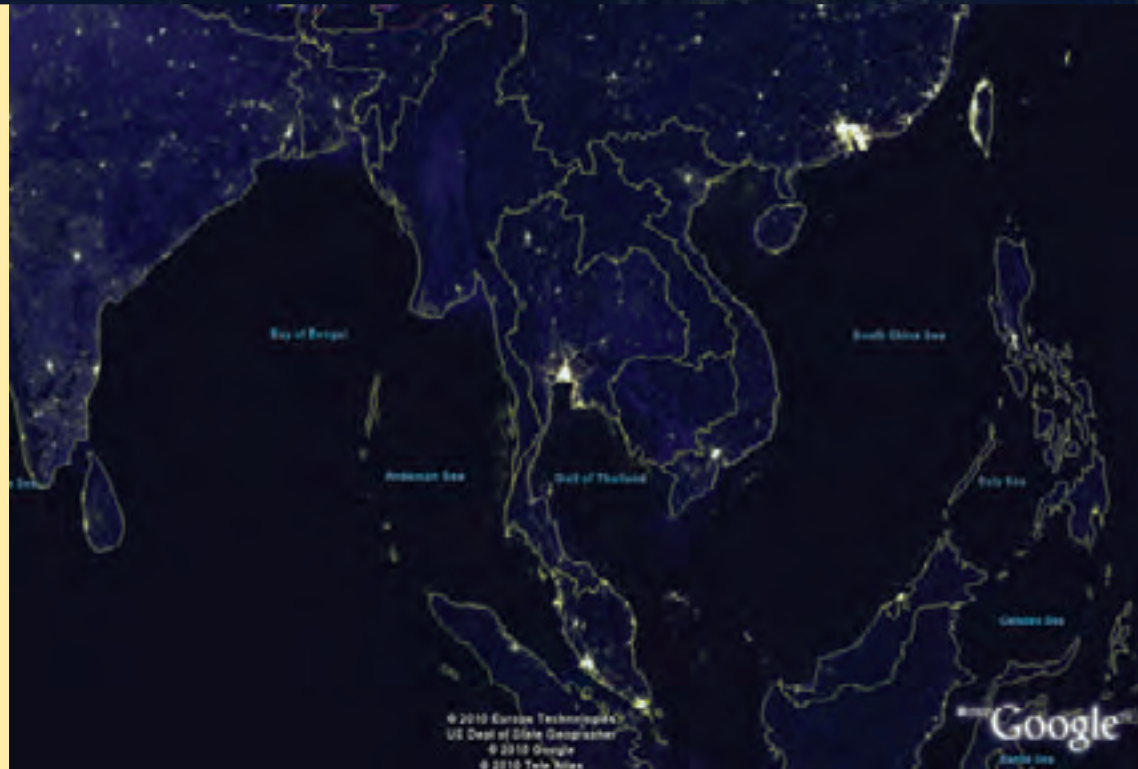 Bay of Bengal
South China Sea
Andaman Sea
Gulf of Thailand
Sulu Sea
Sea
Celebes Sea
© 2010 Europa Technologies
US Dept of State Geographer
© 2010 Google
© 2010 Tele Atlas
Google